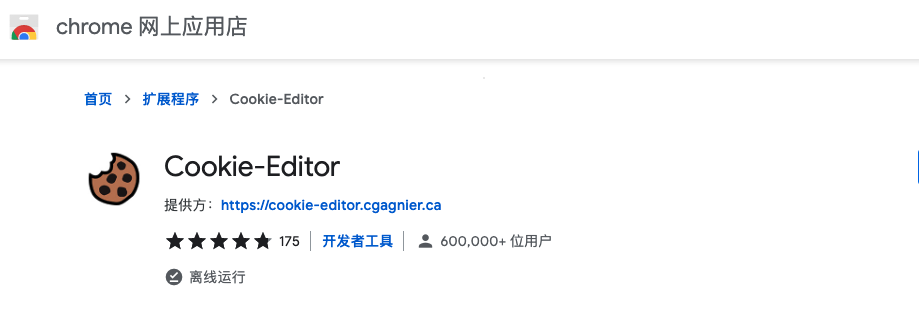 chrome 网上应用店
首页 > 扩展程序 > Cookie-Editor
Cookie-Editor
提供方: https://cookie-editor.cgagnier.ca
175 开发者工具 600,000+ 位用户
离线运行